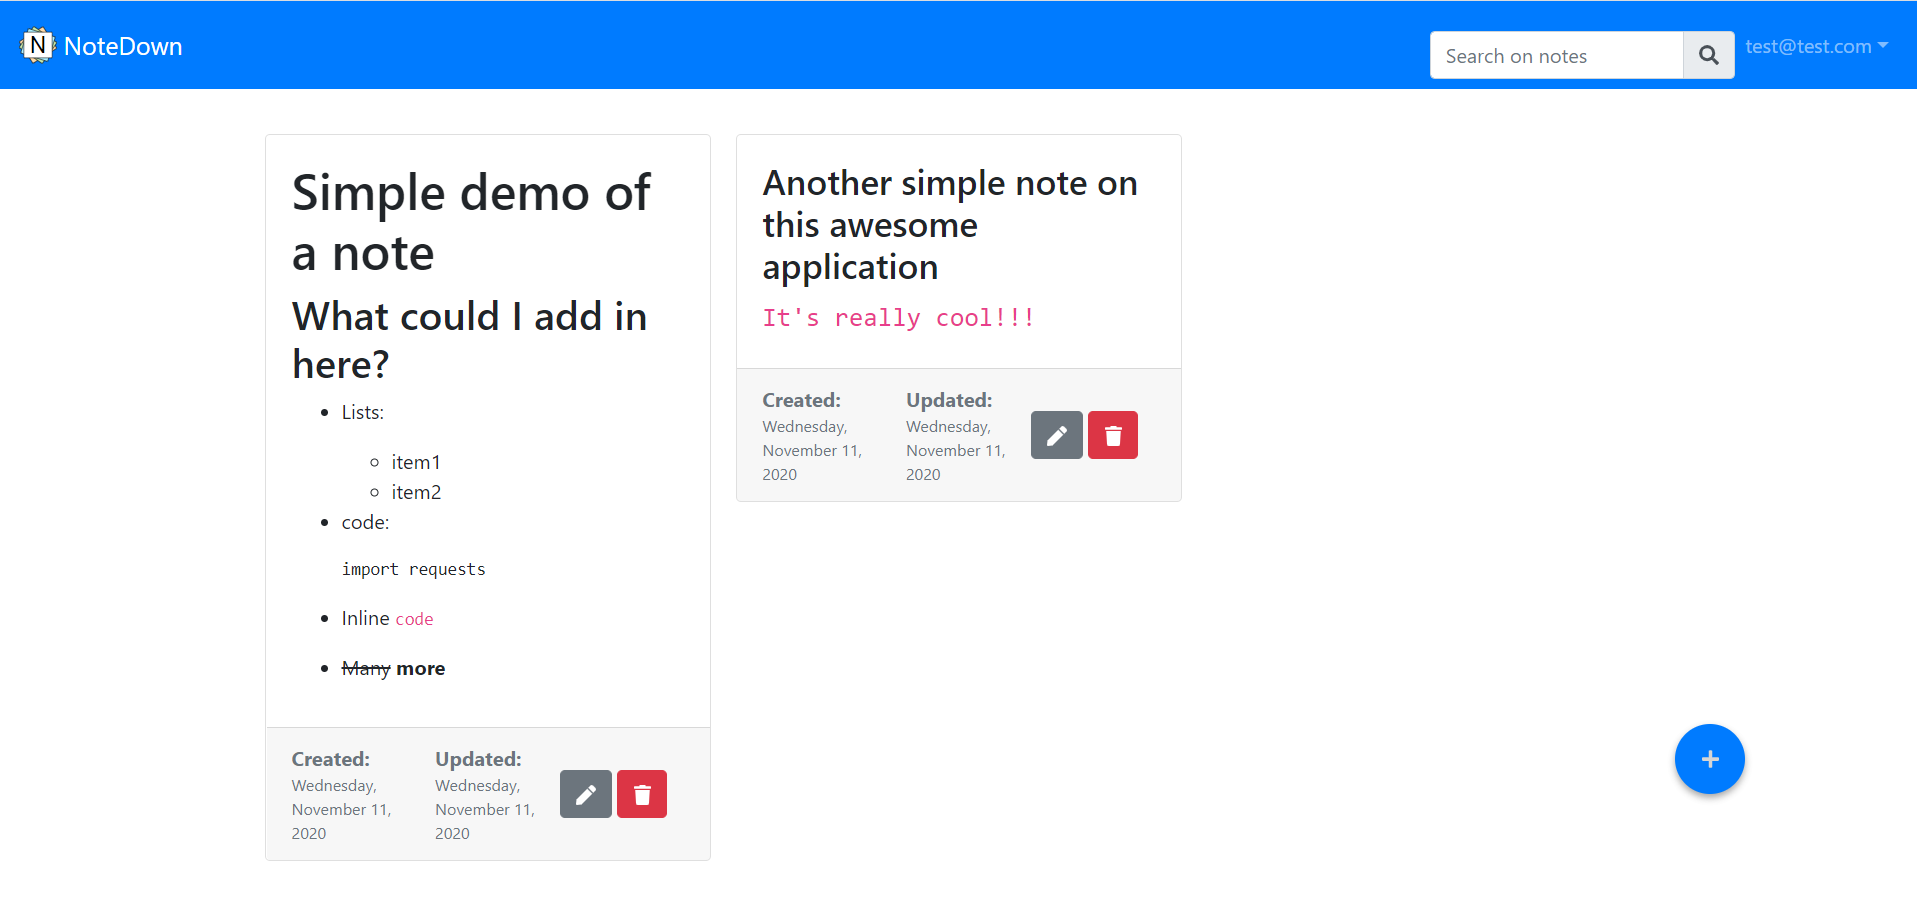 N NoteDown
Search on notes
test@test.com
Simple demo of
a note
What could I add in
here?
Lists:
item1
item2
code:
import requests
Inline code
Many more
Created:
Wednesday,
November 11,
2020
Updated:
Wednesday,
November 11,
2020
Another simple note on
this awesome
application
It's really cool!!!
Created:
Wednesday,
November 11,
2020
Updated:
Wednesday,
November 11,
2020